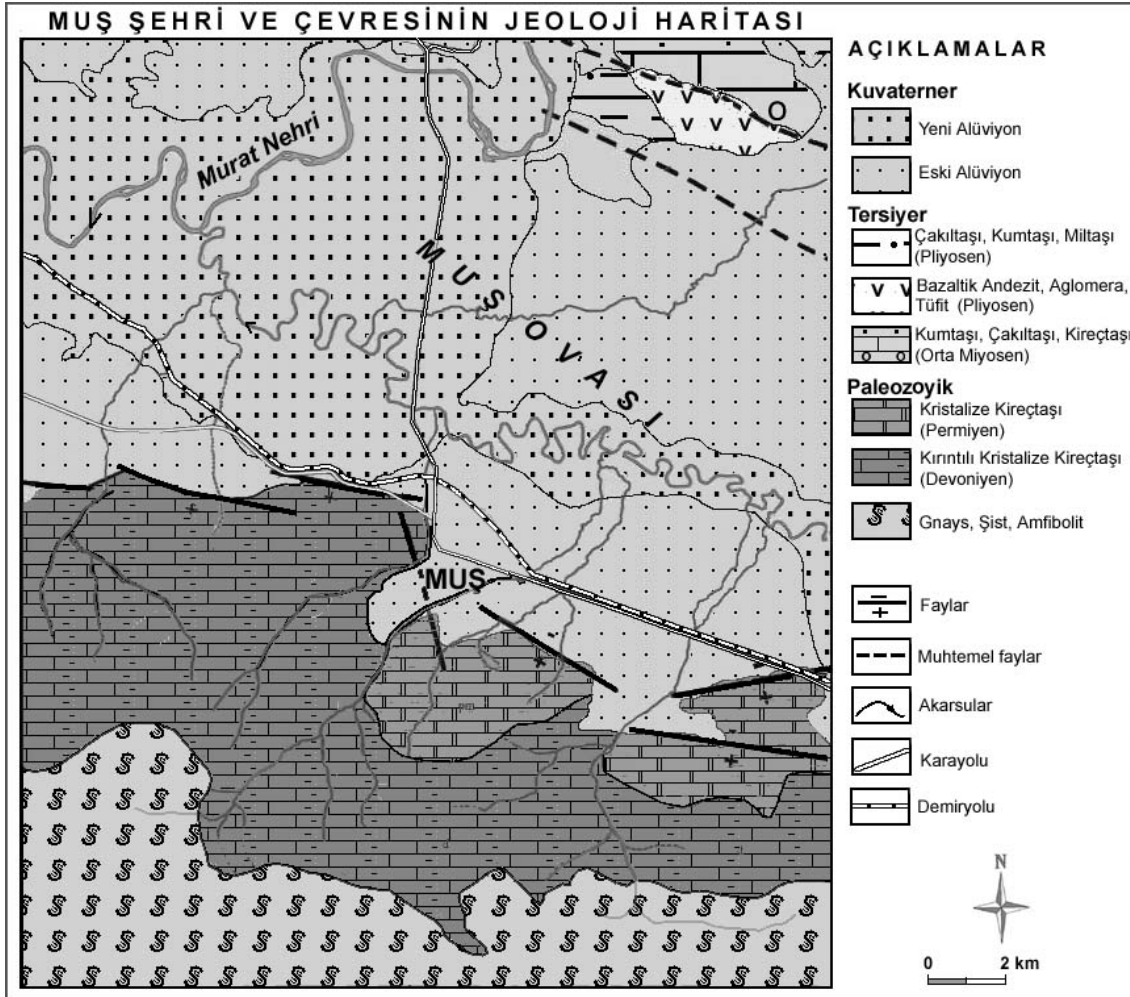 MUŞ ŞEHRİ VE ÇEVRESİNİN JEOLOJİ HARİTASI
Murat Nehri
MUŞ OVASI
MUŞ
AÇIKLAMALAR
Kuvaterner
Yeni Alüviyon
Eski Alüviyon
Tersiyer
Çakıltaşı, Kumtaşı, Miltaşı
(Pliyosen)
Bazaltik Andezit, Aglomera,
Tüfit (Pliyosen)
Kumtaşı, Çakıltaşı, Kireçtaşı
(Orta Miyosen)
Paleozoyik
Kristalize Kireçtaşı
(Permiyen)
Kırıntılı Kristalize Kireçtaşı
(Devoniyen)
Gnays, Şist, Amfibolit
Faylar
Muhtemel faylar
Akarsular
Karayolu
Demiryolu
N
0 2 km